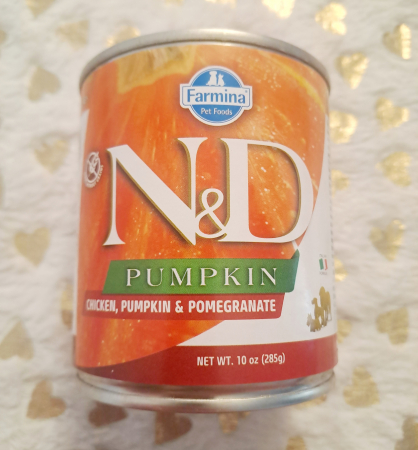 Farmina
Pet Foods
N&D
PUMPKIN
CHICKEN, PUMPKIN & POMEGRANATE
NET WT. 10 oz (285g)